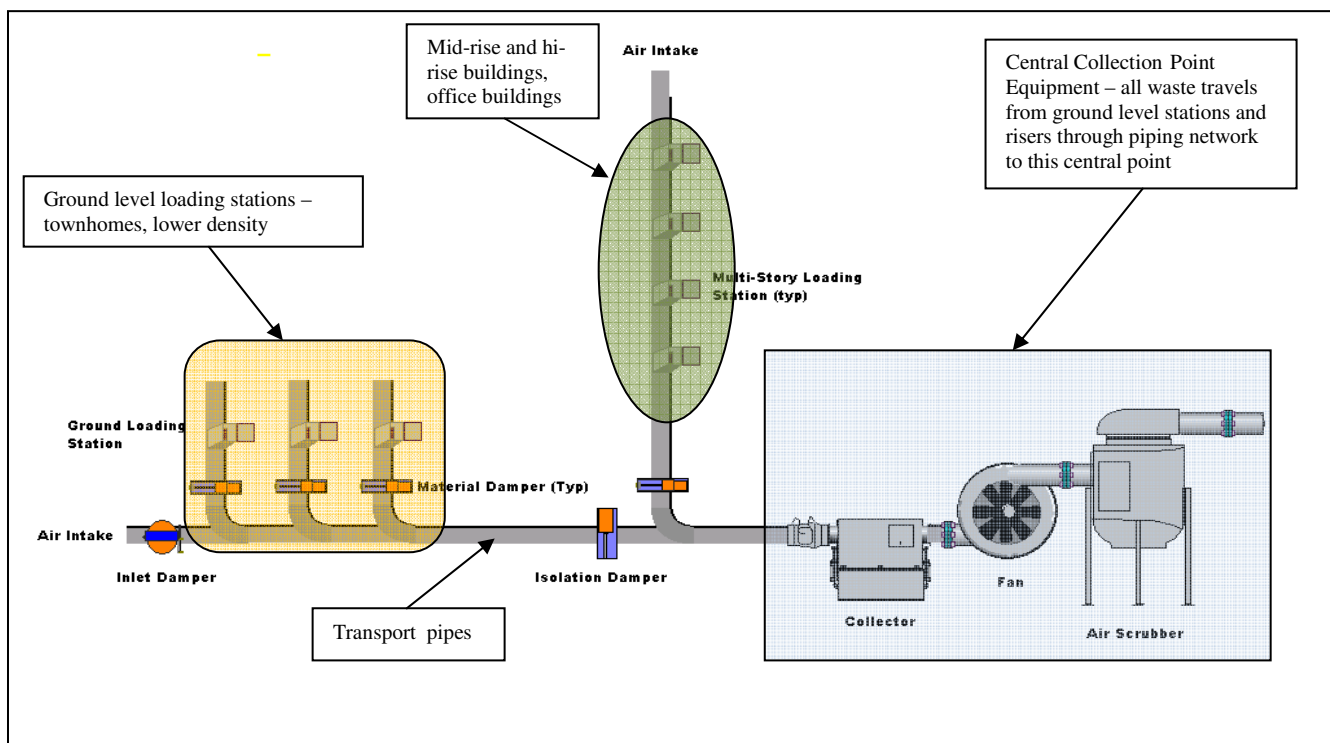 Mid-rise and hi-
rise buildings,
office buildings
Air Intake
Central Collection Point
Equipment – all waste travels
from ground level stations and
risers through piping network
to this central point
Ground level loading stations –
townhomes, lower density
Multi-Story Loading
Station (typ)
Ground Loading
Station
Material Damper (Typ)
Air Intake
Inlet Damper
Isolation Damper
Fan
Collector
Air Scrubber
Transport pipes